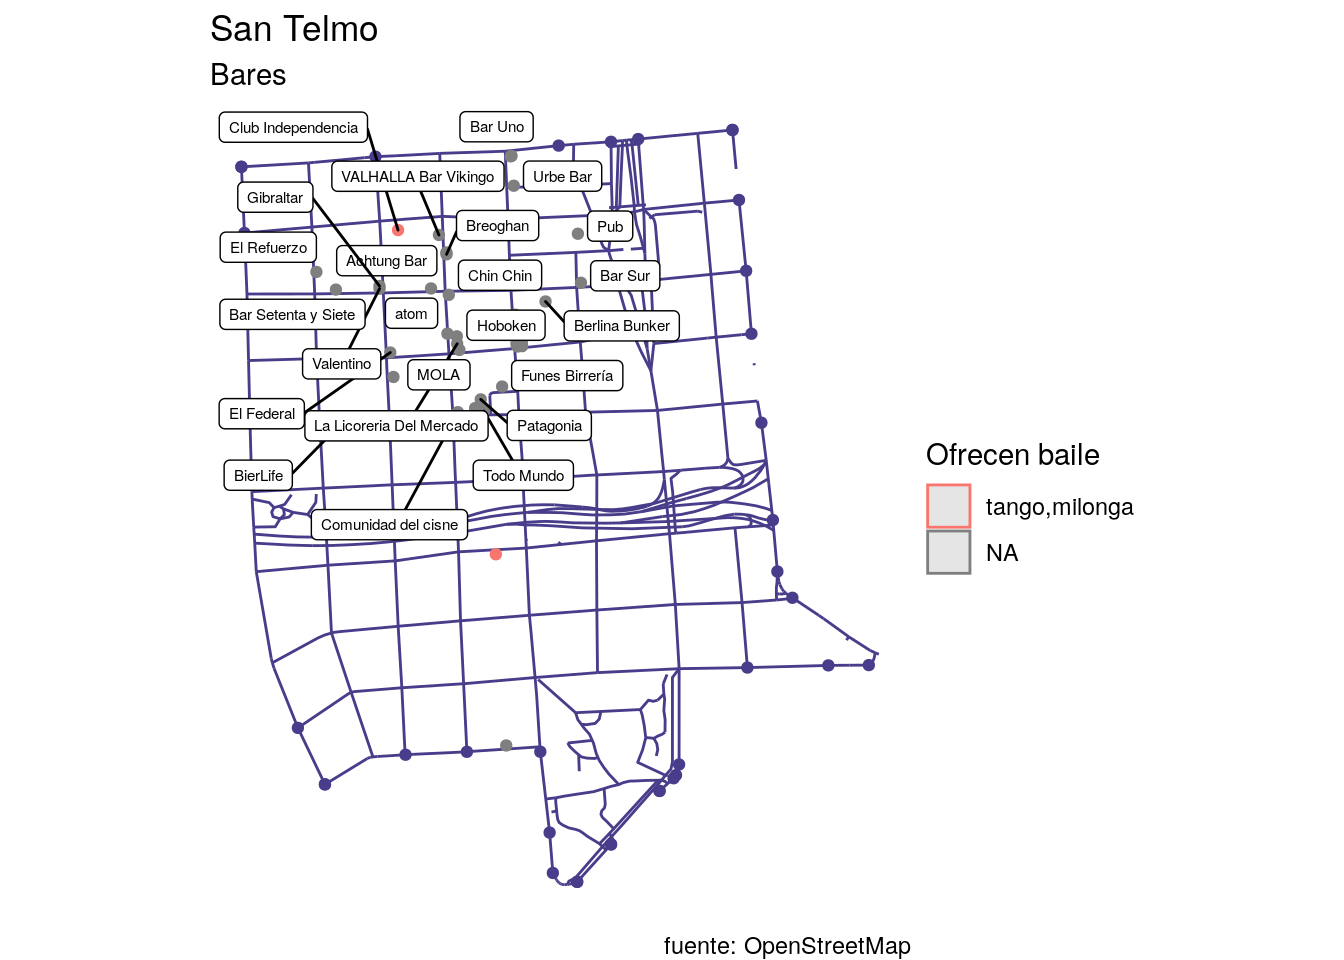 San Telmo
Bares
Club Independencia
Bar Uno
VALHALLA Bar Vikingo
Urbe Bar
Gibraltar
Breoghan
Pub
El Refuerzo
Achtung Bar
Chin Chin
Bar Sur
Bar Setenta y Siete
atom
Hoboken
Berlina Bunker
Valentino
MOLA
Funes Birrería
El Federal
La Licoreria Del Mercado
Patagonia
BierLife
Todo Mundo
Comunidad del cisne
Ofrecen baile
tango,milonga
NA
fuente: OpenStreetMap